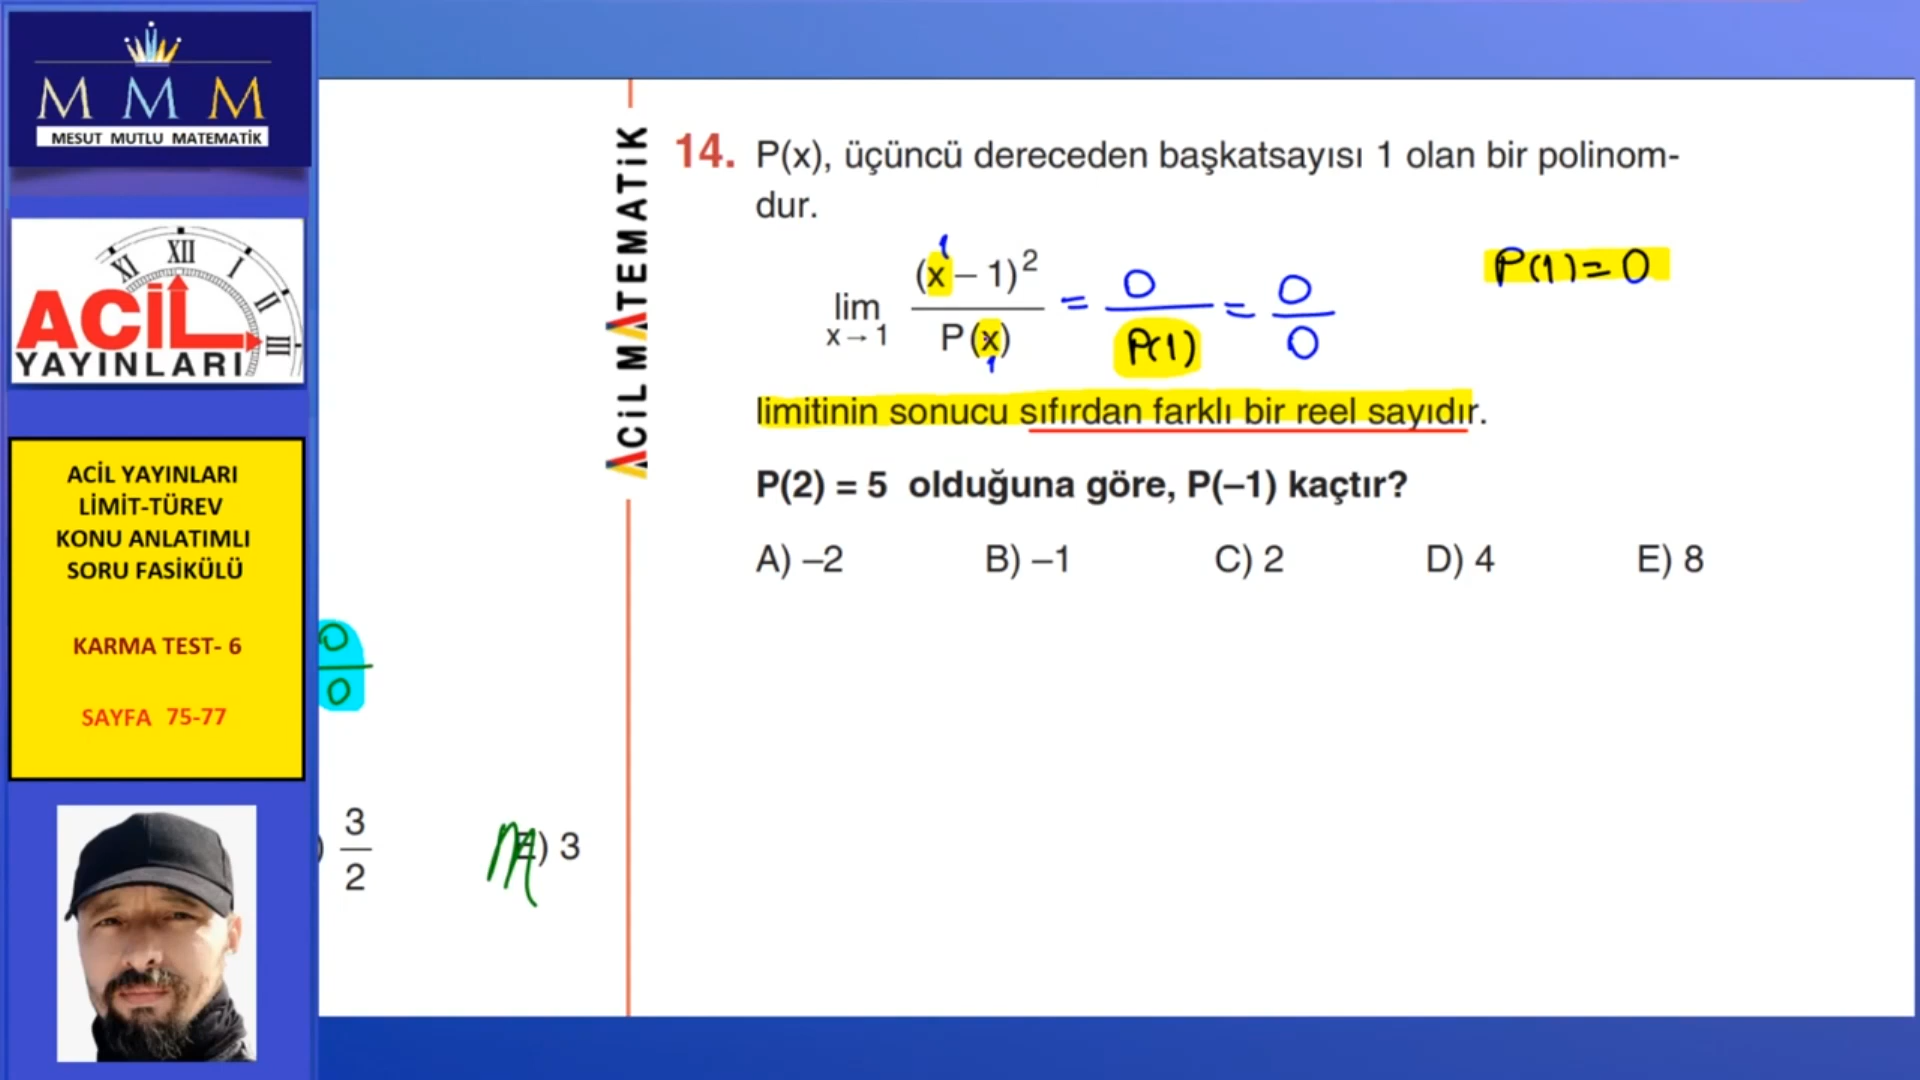 M M M
MESUT MUTLU MATEMATİK
XI XII I II III
ACİL
YAYINLARI
ACİL YAYINLARI
LİMİT-TÜREV
KONU ANLATIMLI
SORU FASİKÜLÜ
KARMA TEST- 6
SAYFA 75-77
0
0
) 3/2
E) 3
ACİL MATEMATİK
14. P(x), üçüncü dereceden başkatsayısı 1 olan bir polinom-
dur.
lim x→1 (x – 1)² / P(x) = 0 / P(1) = 0 / 0
1
1
P(1)=0
limitinin sonucu sıfırdan farklı bir reel sayıdır.
P(2) = 5 olduğuna göre, P(–1) kaçtır?
A) –2 B) –1 C) 2 D) 4 E) 8